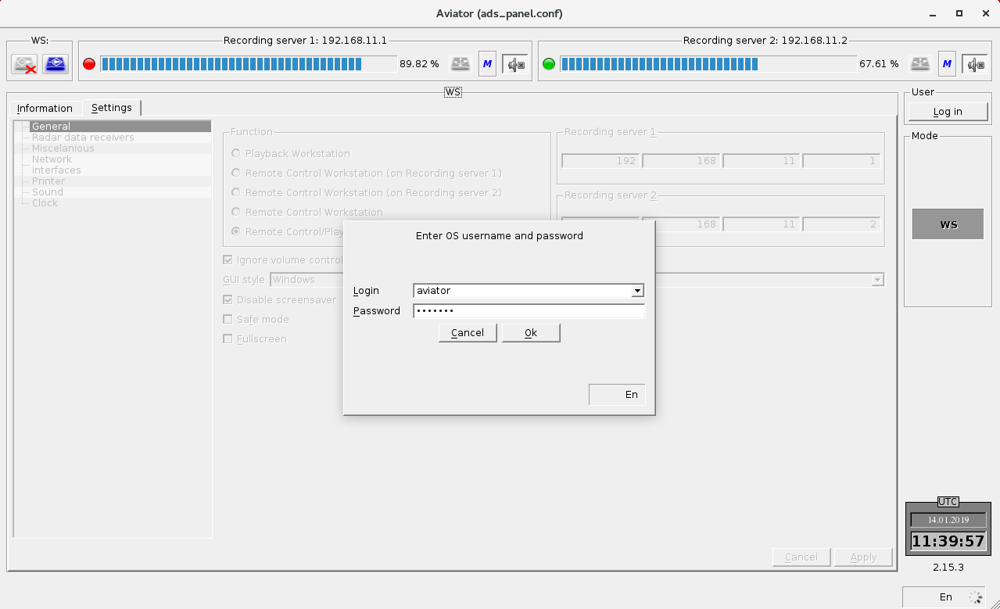 Aviator (ads_panel.conf)
WS:
Recording server 1: 192.168.11.1
89.82 %
M
Recording server 2: 192.168.11.2
67.61 %
M
WS
Information
Settings
General
Radar data receivers
Miscelanious
Network
interfaces
Printer
Sound
Clock
Function
Playback Workstation
Remote Control Workstation (on Recording server 1)
Remote Control Workstation (on Recording server 2)
Remote Control Workstation
Remote Control/Play
Ignore volume control
GUI style Windows
Disable screensaver
Safe mode
Fullscreen
Recording server 1
192 168 11 1
Recording server 2
168 11 2
Enter OS username and password
Login aviator
Password •••••••
Cancel Ok
En
Cancel Apply
User
Log in
Mode
WS
UTC
14.01.2019
11:39:57
2.15.3
En